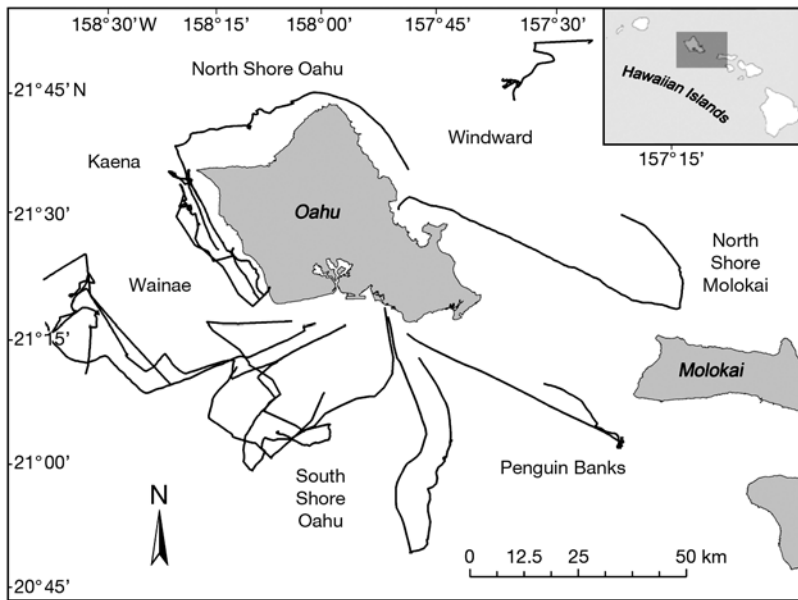 158°30' W
158°15'
158°00'
157°45'
157°30'
21°45' N
North Shore Oahu
Windward
Hawaiian Islands
157°15'
Kaena
21°30'
Oahu
North
Shore
Molokai
Wainae
21°15'
Molokai
21°00'
Penguin Banks
South
Shore
Oahu
N
0 12.5 25 50 km
20°45'